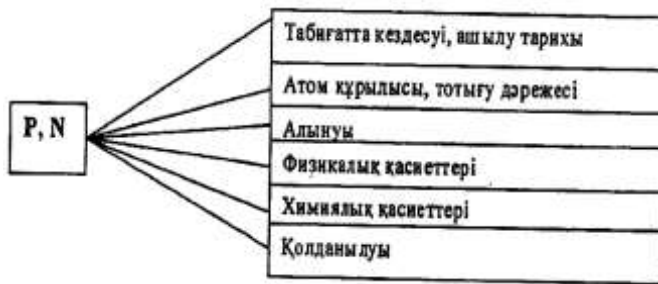 P, N
Табиғатта кездесуі, ашылу тарихы
Атом құрылысы, тотығу дәрежесі
Алынуы
Физикалық қасиеттері
Химиялық қасиеттері
Қолданылуы